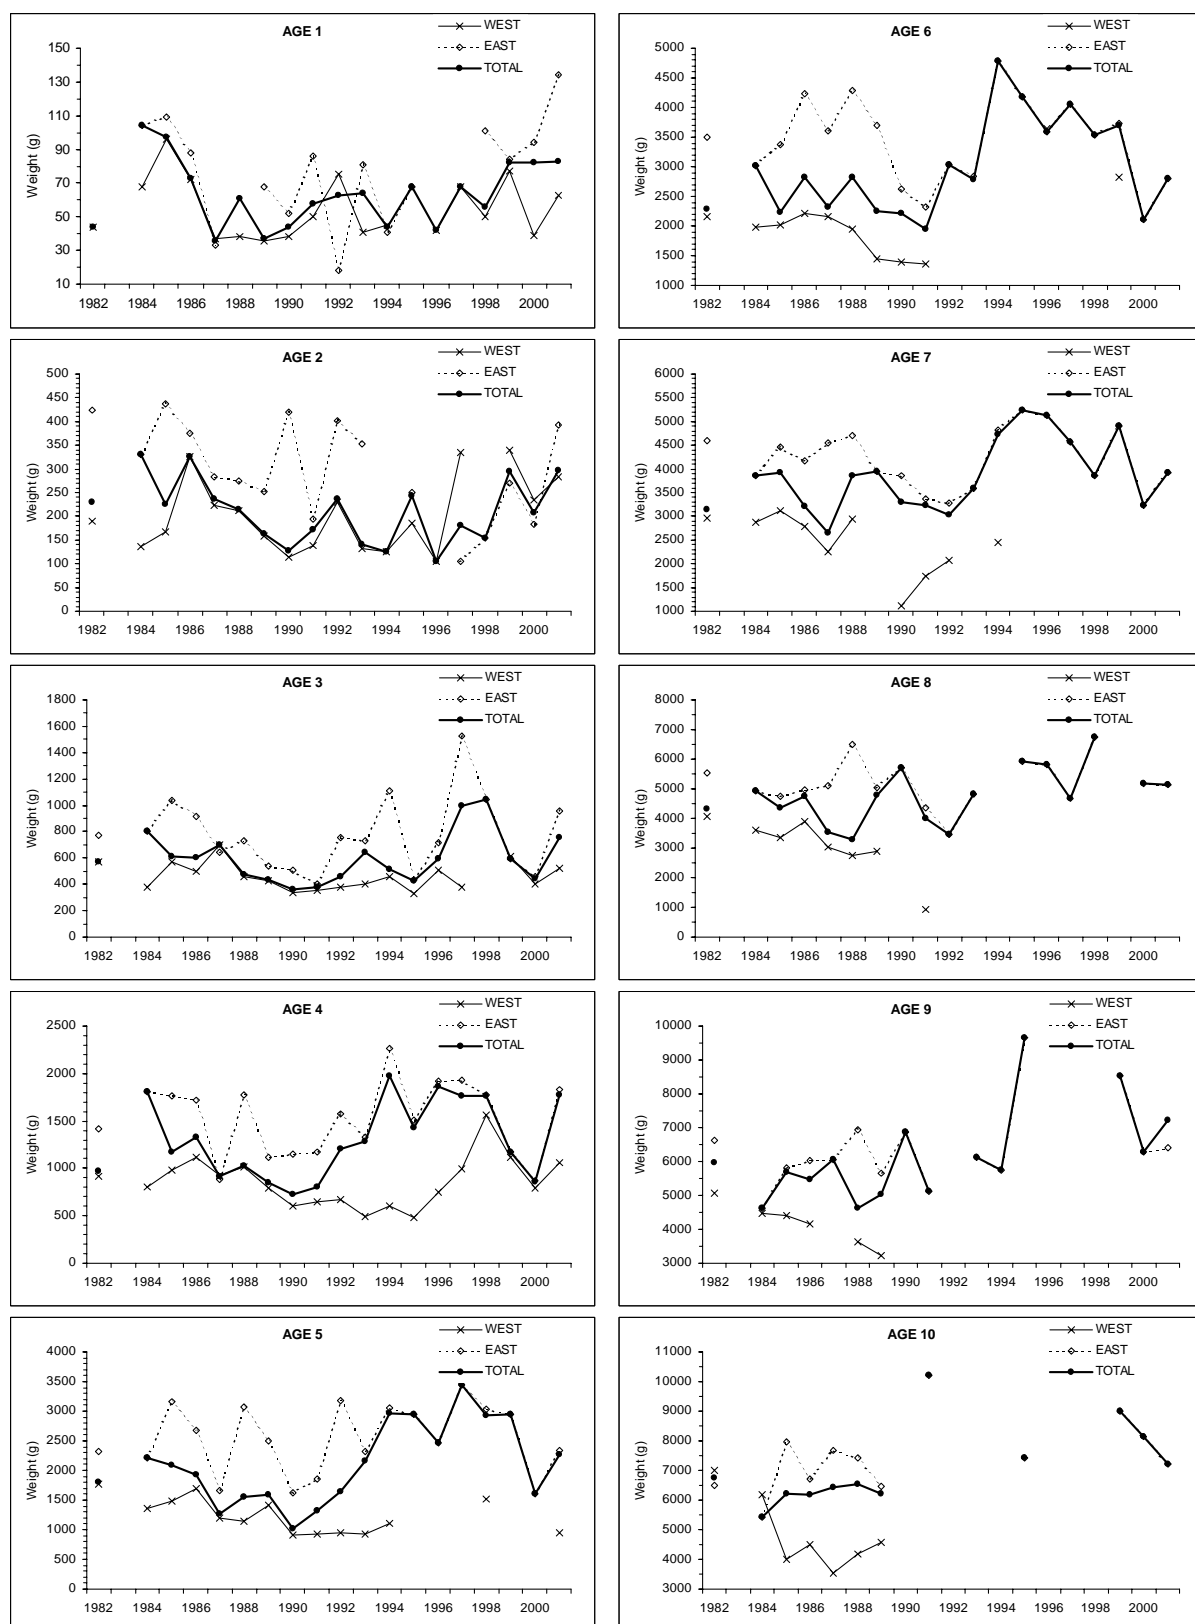 AGE 1
WEST
EAST
TOTAL
Weight (g)
150
130
110
90
70
50
30
10
1982 1984 1986 1988 1990 1992 1994 1996 1998 2000
AGE 6
WEST
EAST
TOTAL
Weight (g)
5000
4500
4000
3500
3000
2500
2000
1500
1000
1982 1984 1986 1988 1990 1992 1994 1996 1998 2000
AGE 2
WEST
EAST
TOTAL
Weight (g)
500
450
400
350
300
250
200
150
100
50
0
1982 1984 1986 1988 1990 1992 1994 1996 1998 2000
AGE 7
WEST
EAST
TOTAL
Weight (g)
6000
5000
4000
3000
2000
1000
1982 1984 1986 1988 1990 1992 1994 1996 1998 2000
AGE 3
WEST
EAST
TOTAL
Weight (g)
1800
1600
1400
1200
1000
800
600
400
200
0
1982 1984 1986 1988 1990 1992 1994 1996 1998 2000
AGE 8
WEST
EAST
TOTAL
Weight (g)
8000
7000
6000
5000
4000
3000
2000
1000
0
1982 1984 1986 1988 1990 1992 1994 1996 1998 2000
AGE 4
WEST
EAST
TOTAL
Weight (g)
2500
2000
1500
1000
500
0
1982 1984 1986 1988 1990 1992 1994 1996 1998 2000
AGE 9
WEST
EAST
TOTAL
Weight (g)
10000
9000
8000
7000
6000
5000
4000
3000
1982 1984 1986 1988 1990 1992 1994 1996 1998 2000
AGE 5
WEST
EAST
TOTAL
Weight (g)
4000
3500
3000
2500
2000
1500
1000
500
0
1982 1984 1986 1988 1990 1992 1994 1996 1998 2000
AGE 10
WEST
EAST
TOTAL
Weight (g)
11000
10000
9000
8000
7000
6000
5000
4000
3000
1982 1984 1986 1988 1990 1992 1994 1996 1998 2000